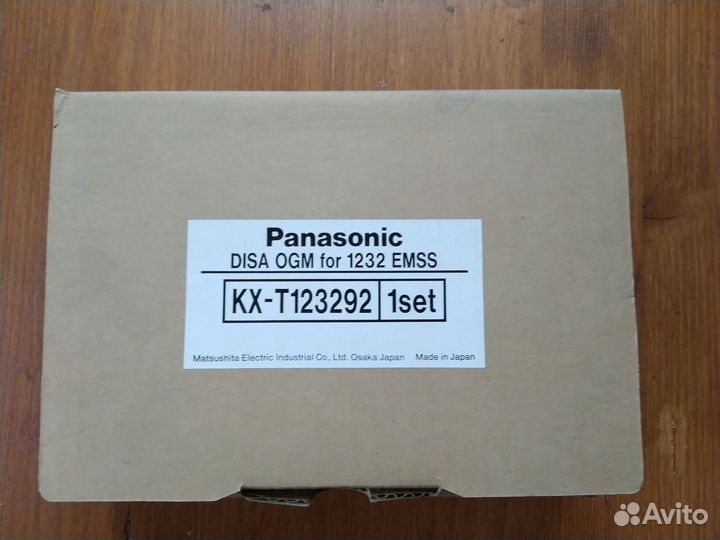 Panasonic
DISA OGM for 1232 EMSS
KX-T123292 1set
Matsushita Electric Industrial Co., Ltd. Osaka Japan Made in Japan
Avito